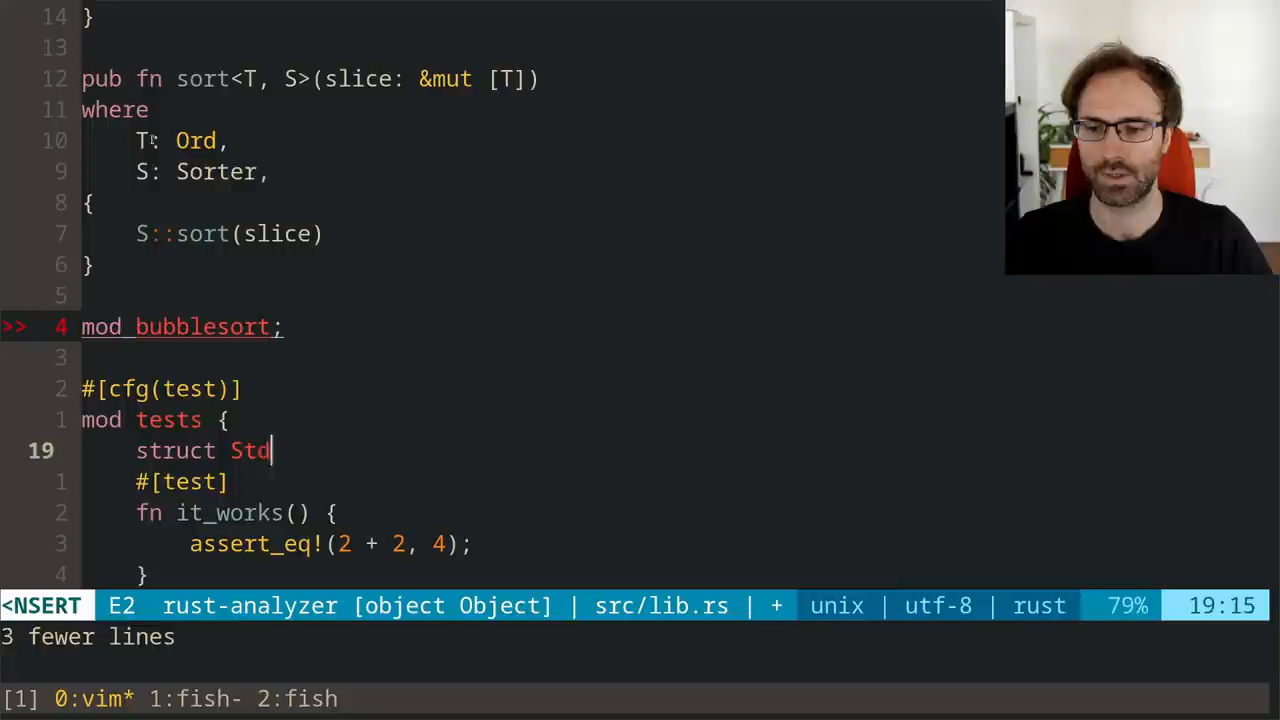 14 }
13
12 pub fn sort<T, S>(slice: &mut [T])
11 where
10     T: Ord,
9     S: Sorter,
8 {
7     S::sort(slice)
6 }
5
>> 4 mod bubblesort;
3
2 #[cfg(test)]
1 mod tests {
19     struct Std
1     #[test]
2     fn it_works() {
3         assert_eq!(2 + 2, 4);
4     }
<NSERT E2 rust-analyzer [object Object] | src/lib.rs | + unix | utf-8 | rust 79% 19:15
3 fewer lines
[1] 0:vim* 1:fish- 2:fish